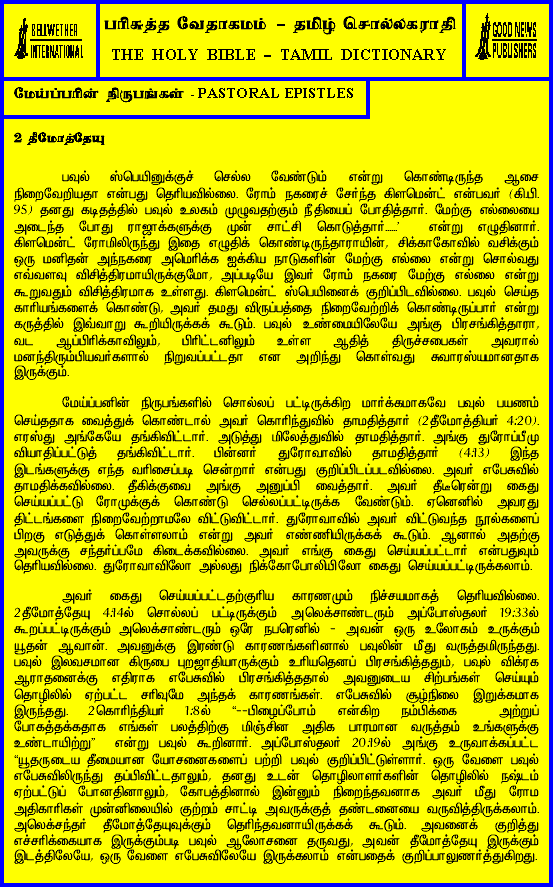 BELLWETHER
INTERNATIONAL
பரிசுத்த வேதாகமம் – தமிழ் சொல்லகராதி
THE HOLY BIBLE – TAMIL DICTIONARY
GOOD NEWS
PUBLISHERS
மேய்ப்பரின் நிருபங்கள் - PASTORAL EPISTLES
2 தீமோத்தேயு
பவுல் ஸ்பெயினுக்குச் செல்ல வேண்டும் என்று கொண்டிருந்த ஆசை
நிறைவேறியதா என்பது தெரியவில்லை. ரோம் நகரைச் சேர்ந்த கிளமென்ட் என்பவர் (கி.பி.
95) தனது கடிதத்தில் பவுல் உலகம் முழுவதற்கும் நீதியைப் போதித்தார். மேற்கு எல்லையை
அடைந்த போது ராஜாக்களுக்கு முன் சாட்சி கொடுத்தார்......’ என்று எழுதினார்.
கிளமென்ட் ரோமிலிருந்து இதை எழுதிக் கொண்டிருந்தாராயின், சிக்காகோவில் வசிக்கும்
ஒரு மனிதன் அந்நகரை அமெரிக்க ஐக்கிய நாடுகளின் மேற்கு எல்லை என்று சொல்வது
எவ்வளவு விசித்திரமாயிருக்குமோ, அப்படியே இவர் ரோம் நகரை மேற்கு எல்லை என்று
கூறுவதும் விசித்திரமாக உள்ளது. கிளமென்ட் ஸ்பெயினைக் குறிப்பிடவில்லை. பவுல் செய்த
காரியங்களைக் கொண்டு, அவர் தமது விருப்பத்தை நிறைவேற்றிக் கொண்டிருப்பார் என்று
கருத்தில் இவ்வாறு கூறியிருக்கக் கூடும். பவுல் உண்மையிலேயே அங்கு பிரசங்கித்தாரா,
வட ஆப்பிரிக்காவிலும், பிரிட்டனிலும் உள்ள ஆதித் திருச்சபைகள் அவரால்
மனந்திரும்பியவர்களால் நிறுவப்பட்டதா என அறிந்து கொள்வது சுவாரஸ்யமானதாக
இருக்கும்.
மேய்ப்பனின் நிருபங்களில் சொல்லப் பட்டிருக்கிற மார்க்கமாகவே பவுல் பயணம்
செய்ததாக வைத்துக் கொண்டால் அவர் கொரிந்துவில் தாமதித்தார் (2தீமோத்தியர் 4:20).
எரஸ்து அங்கேயே தங்கிவிட்டார். அடுத்து மிலேத்துவில் தாமதித்தார். அங்கு துரோப்பீமு
வியாதிப்பட்டுத் தங்கிவிட்டார். பின்னர் துரோவாவில் தாமதித்தார் (4:13) இந்த
இடங்களுக்கு எந்த வரிசைப்படி சென்றார் என்பது குறிப்பிடப்படவில்லை. அவர் எபேசுவில்
தாமதிக்கவில்லை. தீகிக்குவை அங்கு அனுப்பி வைத்தார். அவர் தீடீரென்று கைது
செய்யப்பட்டு ரோமுக்குக் கொண்டு செல்லப்பட்டிருக்க வேண்டும். ஏனெனில் அவரது
திட்டங்களை நிறைவேற்றாமலே விட்டுவிட்டார். துரோவாவில் அவர் விட்டுவந்த நூல்களைப்
பிறகு எடுத்துக் கொள்ளலாம் என்று அவர் எண்ணியிருக்கக் கூடும். ஆனால் அதற்கு
அவருக்கு சந்தர்ப்பமே கிடைக்கவில்லை. அவர் எங்கு கைது செய்யப்பட்டார் என்பதுவும்
தெரியவில்லை. துரோவாவிலோ அல்லது நிக்கோபோலியிலோ கைது செய்யப்பட்டிருக்கலாம்.
அவர் கைது செய்யப்பட்டதற்குரிய காரணமும் நிச்சயமாகத் தெரியவில்லை.
2தீமோத்தேயு 4:14ல் சொல்லப் பட்டிருக்கும் அலெக்சாண்டரும் அப்போஸ்தலர் 19:33ல்
கூறப்பட்டிருக்கும் அலெக்சாண்டரும் ஒரே நபரெனில் – அவன் ஒரு உலோகம் உருக்கும்
யூதன் ஆவான். அவனுக்கு இரண்டு காரணங்களினால் பவுலின் மீது வருத்தமிருந்தது.
பவுல் இலவசமான கிருபை புறஜாதியாருக்கும் உரியதெனப் பிரசங்கித்ததும், பவுல் விக்ரக
ஆராதனைக்கு எதிராக எபேசுவில் பிரசங்கித்ததால் அவனுடைய சிற்பங்கள் செய்யும்
தொழிலில் ஏற்பட்ட சரிவுமே அந்தக் காரணங்கள். எபேசுவில் சூழ்நிலை இறுக்கமாக
இருந்தது. 2கொரிந்தியர் 1:8ல் “--பிழைப்போம் என்கிற நம்பிக்கை அற்றுப்
போகத்தக்கதாக எங்கள் பலத்திற்கு மிஞ்சின அதிக பாரமான வருத்தம் உங்களுக்கு
உண்டாயிற்று” என்று பவுல் கூறினார். அப்போஸ்தலர் 20:19ல் அங்கு உருவாக்கப்பட்ட
“யூதருடைய தீமையான யோசனைகளைப் பற்றி பவுல் குறிப்பிட்டுள்ளார். ஒரு வேளை பவுல்
எபேசுவிலிருந்து தப்பிவிட்டதாலும், தனது உடன் தொழிலாளர்களின் தொழிலில் நஷ்டம்
ஏற்பட்டுப் போனதினாலும், கோபத்தினால் இன்னும் நிறைந்தவனாக அவர் மீது ரோம
அதிகாரிகள் முன்னிலையில் குற்றம் சாட்டி அவருக்குத் தண்டனையை வருவித்திருக்கலாம்.
அலெக்சந்தர் தீமோத்தேயுவுக்கும் தெரிந்தவனாயிருக்கக் கூடும். அவனைக் குறித்து
எச்சரிக்கையாக இருக்கும்படி பவுல் ஆலோசனை தருவது, அவன் தீமோத்தேயு இருக்கும்
இடத்திலேயே, ஒரு வேளை எபேசுவிலேயே இருக்கலாம் என்பதைக் குறிப்பாலுணர்த்துகிறது.